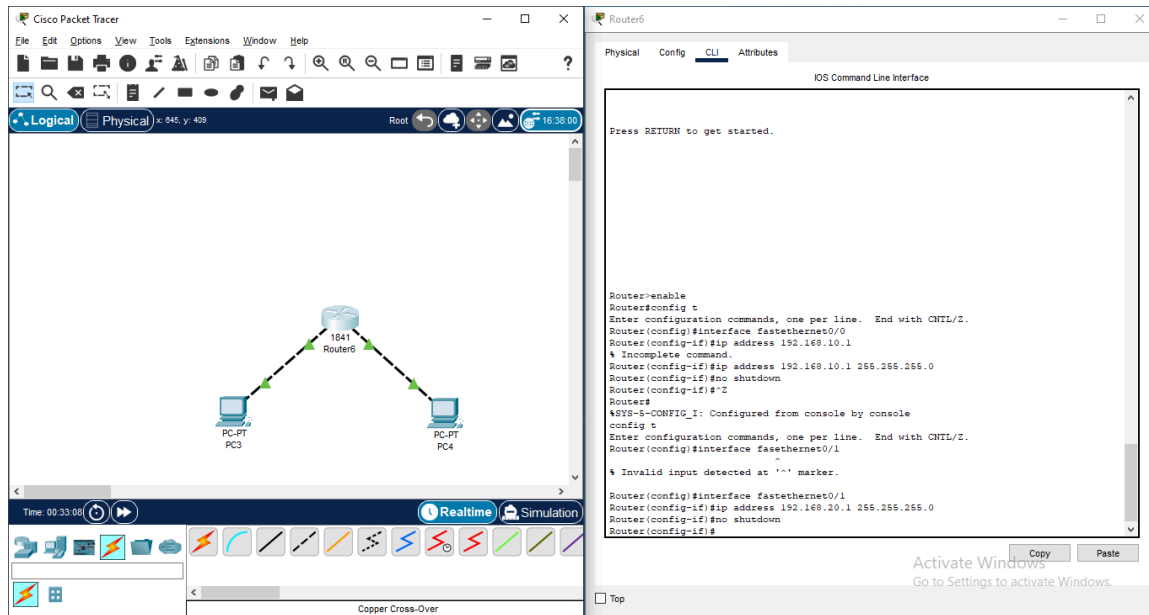 Cisco Packet Tracer
File Edit Options View Tools Extensions Window Help
?
Logical Physical x: 645, y: 409 Root 16:38:00
1841
Router6
PC-PT
PC3
PC-PT
PC4
Time: 00:33:08 Realtime Simulation
Copper Cross-Over
Router6
Physical Config CLI Attributes
IOS Command Line Interface
Press RETURN to get started.
Router>enable
Router#config t
Enter configuration commands, one per line. End with CNTL/Z.
Router(config)#interface fastethernet0/0
Router(config-if)#ip address 192.168.10.1
% Incomplete command.
Router(config-if)#ip address 192.168.10.1 255.255.255.0
Router(config-if)#no shutdown
Router(config-if)#^Z
Router#
%SYS-5-CONFIG_I: Configured from console by console
config t
Enter configuration commands, one per line. End with CNTL/Z.
Router(config)#interface fasethernet0/1
^
% Invalid input detected at '^' marker.
Router(config)#interface fastethernet0/1
Router(config-if)#ip address 192.168.20.1 255.255.255.0
Router(config-if)#no shutdown
Router(config-if)#
Copy Paste
Activate Windows
Go to Settings to activate Windows.
Top